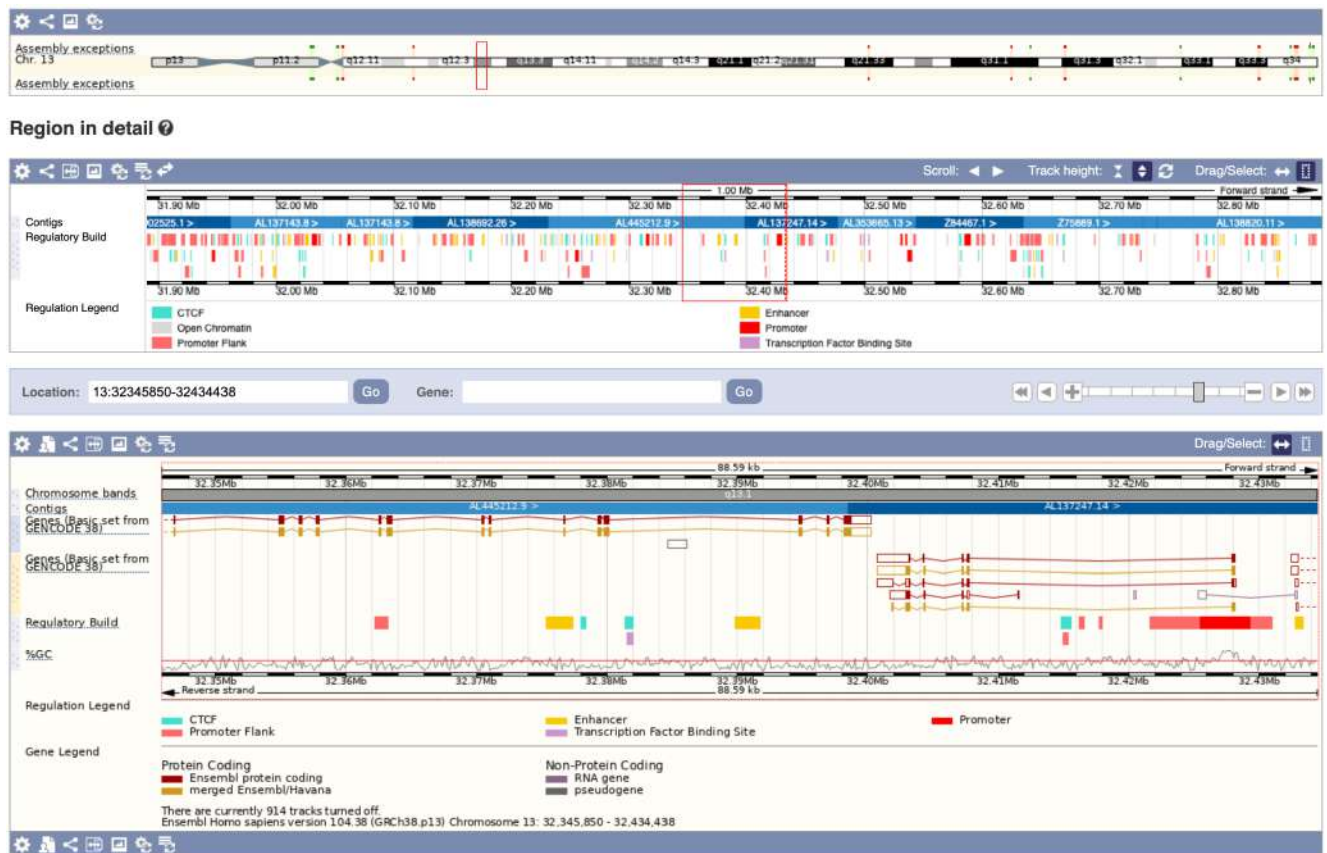 Assembly exceptions
Chr. 13
p13 p11.2 q12.11 q12.3 q13.3 q14.11 q14.2 q14.3 q21.1 q21.2 q21.31 q21.33 q31.1 q31.3 q32.1 q33.1 q33.3 q34
Assembly exceptions
Region in detail
Scroll: Track height: Drag/Select:
1.00 Mb Forward strand
31.90 Mb 32.00 Mb 32.10 Mb 32.20 Mb 32.30 Mb 32.40 Mb 32.50 Mb 32.60 Mb 32.70 Mb 32.80 Mb
Contigs 02525.1 > AL137143.8 > AL137143.8 > AL138692.26 > AL445212.9 > AL137247.14 > AL353665.13 > Z84467.1 > Z75889.1 > AL138820.11 >
Regulatory Build
31.90 Mb 32.00 Mb 32.10 Mb 32.20 Mb 32.30 Mb 32.40 Mb 32.50 Mb 32.60 Mb 32.70 Mb 32.80 Mb
Regulation Legend
CTCF Enhancer
Open Chromatin Promoter
Promoter Flank Transcription Factor Binding Site
Location: 13:32345850-32434438 Go Gene: Go
Drag/Select:
88.59 kb Forward strand
32.35Mb 32.36Mb 32.37Mb 32.38Mb 32.39Mb 32.40Mb 32.41Mb 32.42Mb 32.43Mb
Chromosome bands q13.1
Contigs AL445212.9 > AL137247.14 >
Genes (Basic set from
GENCODE 38)
Genes (Basic set from
GENCODE 38)
Regulatory Build
%GC
32.35Mb 32.36Mb 32.37Mb 32.38Mb 32.39Mb 32.40Mb 32.41Mb 32.42Mb 32.43Mb
Reverse strand 88.59 kb
Regulation Legend
CTCF Enhancer Promoter
Promoter Flank Transcription Factor Binding Site
Gene Legend
Protein Coding Non-Protein Coding
Ensembl protein coding RNA gene
merged Ensembl/Havana pseudogene
There are currently 914 tracks turned off.
Ensembl Homo sapiens version 104.38 (GRCh38.p13) Chromosome 13: 32,345,850 - 32,434,438